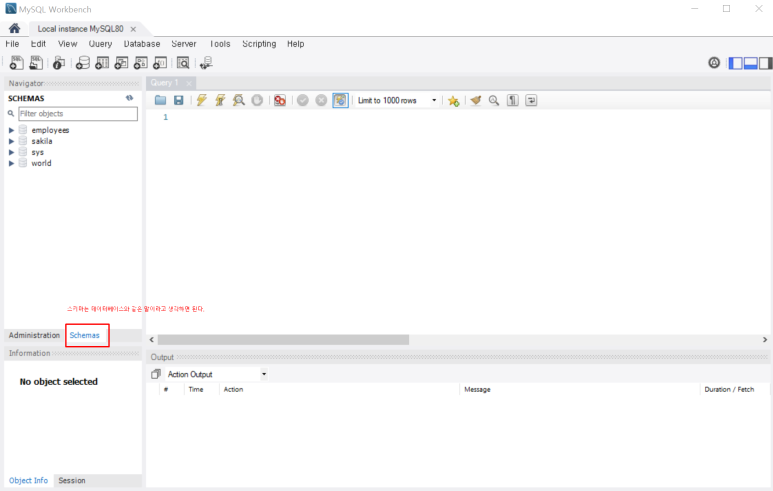 MySQL Workbench
Local instance MySQL80
File Edit View Query Database Server Tools Scripting Help
Navigator
Query 1
SCHEMAS
Limit to 1000 rows
Filter objects
1
employees
sakila
sys
world
스키마는 데이터베이스와 같은 말이라고 생각하면 된다.
Administration Schemas
Information
Output
No object selected
Action Output
# Time Action Message Duration / Fetch
Object Info Session